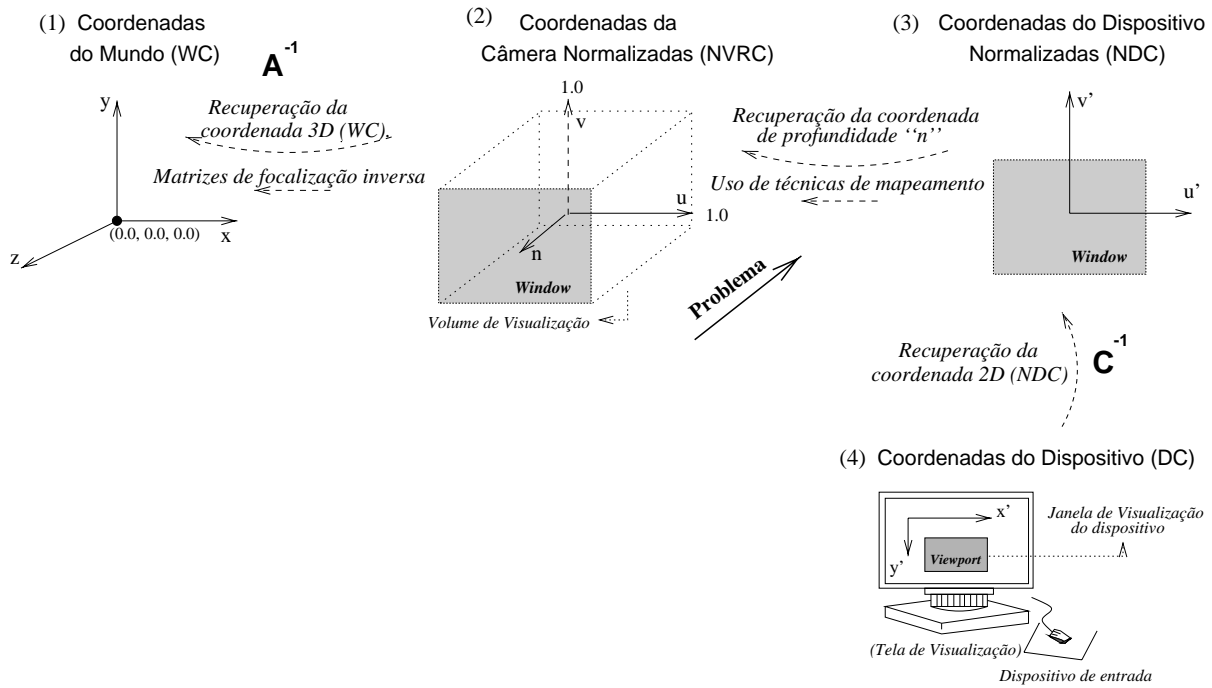 (1) Coordenadas
do Mundo (WC)
A⁻¹
y
x
z
(0.0, 0.0, 0.0)
Recuperação da
coordenada 3D (WC).
Matrizes de focalização inversa
(2) Coordenadas da
Câmera Normalizadas (NVRC)
1.0
v
u
1.0
n
Window
Volume de Visualização
Recuperação da coordenada
de profundidade ‘‘n’’
Uso de técnicas de mapeamento
Problema
(3) Coordenadas do Dispositivo
Normalizadas (NDC)
v’
u’
Window
Recuperação da
coordenada 2D (NDC)
C⁻¹
(4) Coordenadas do Dispositivo (DC)
x’
y’
Viewport
Janela de Visualização
do dispositivo
(Tela de Visualização)
Dispositivo de entrada